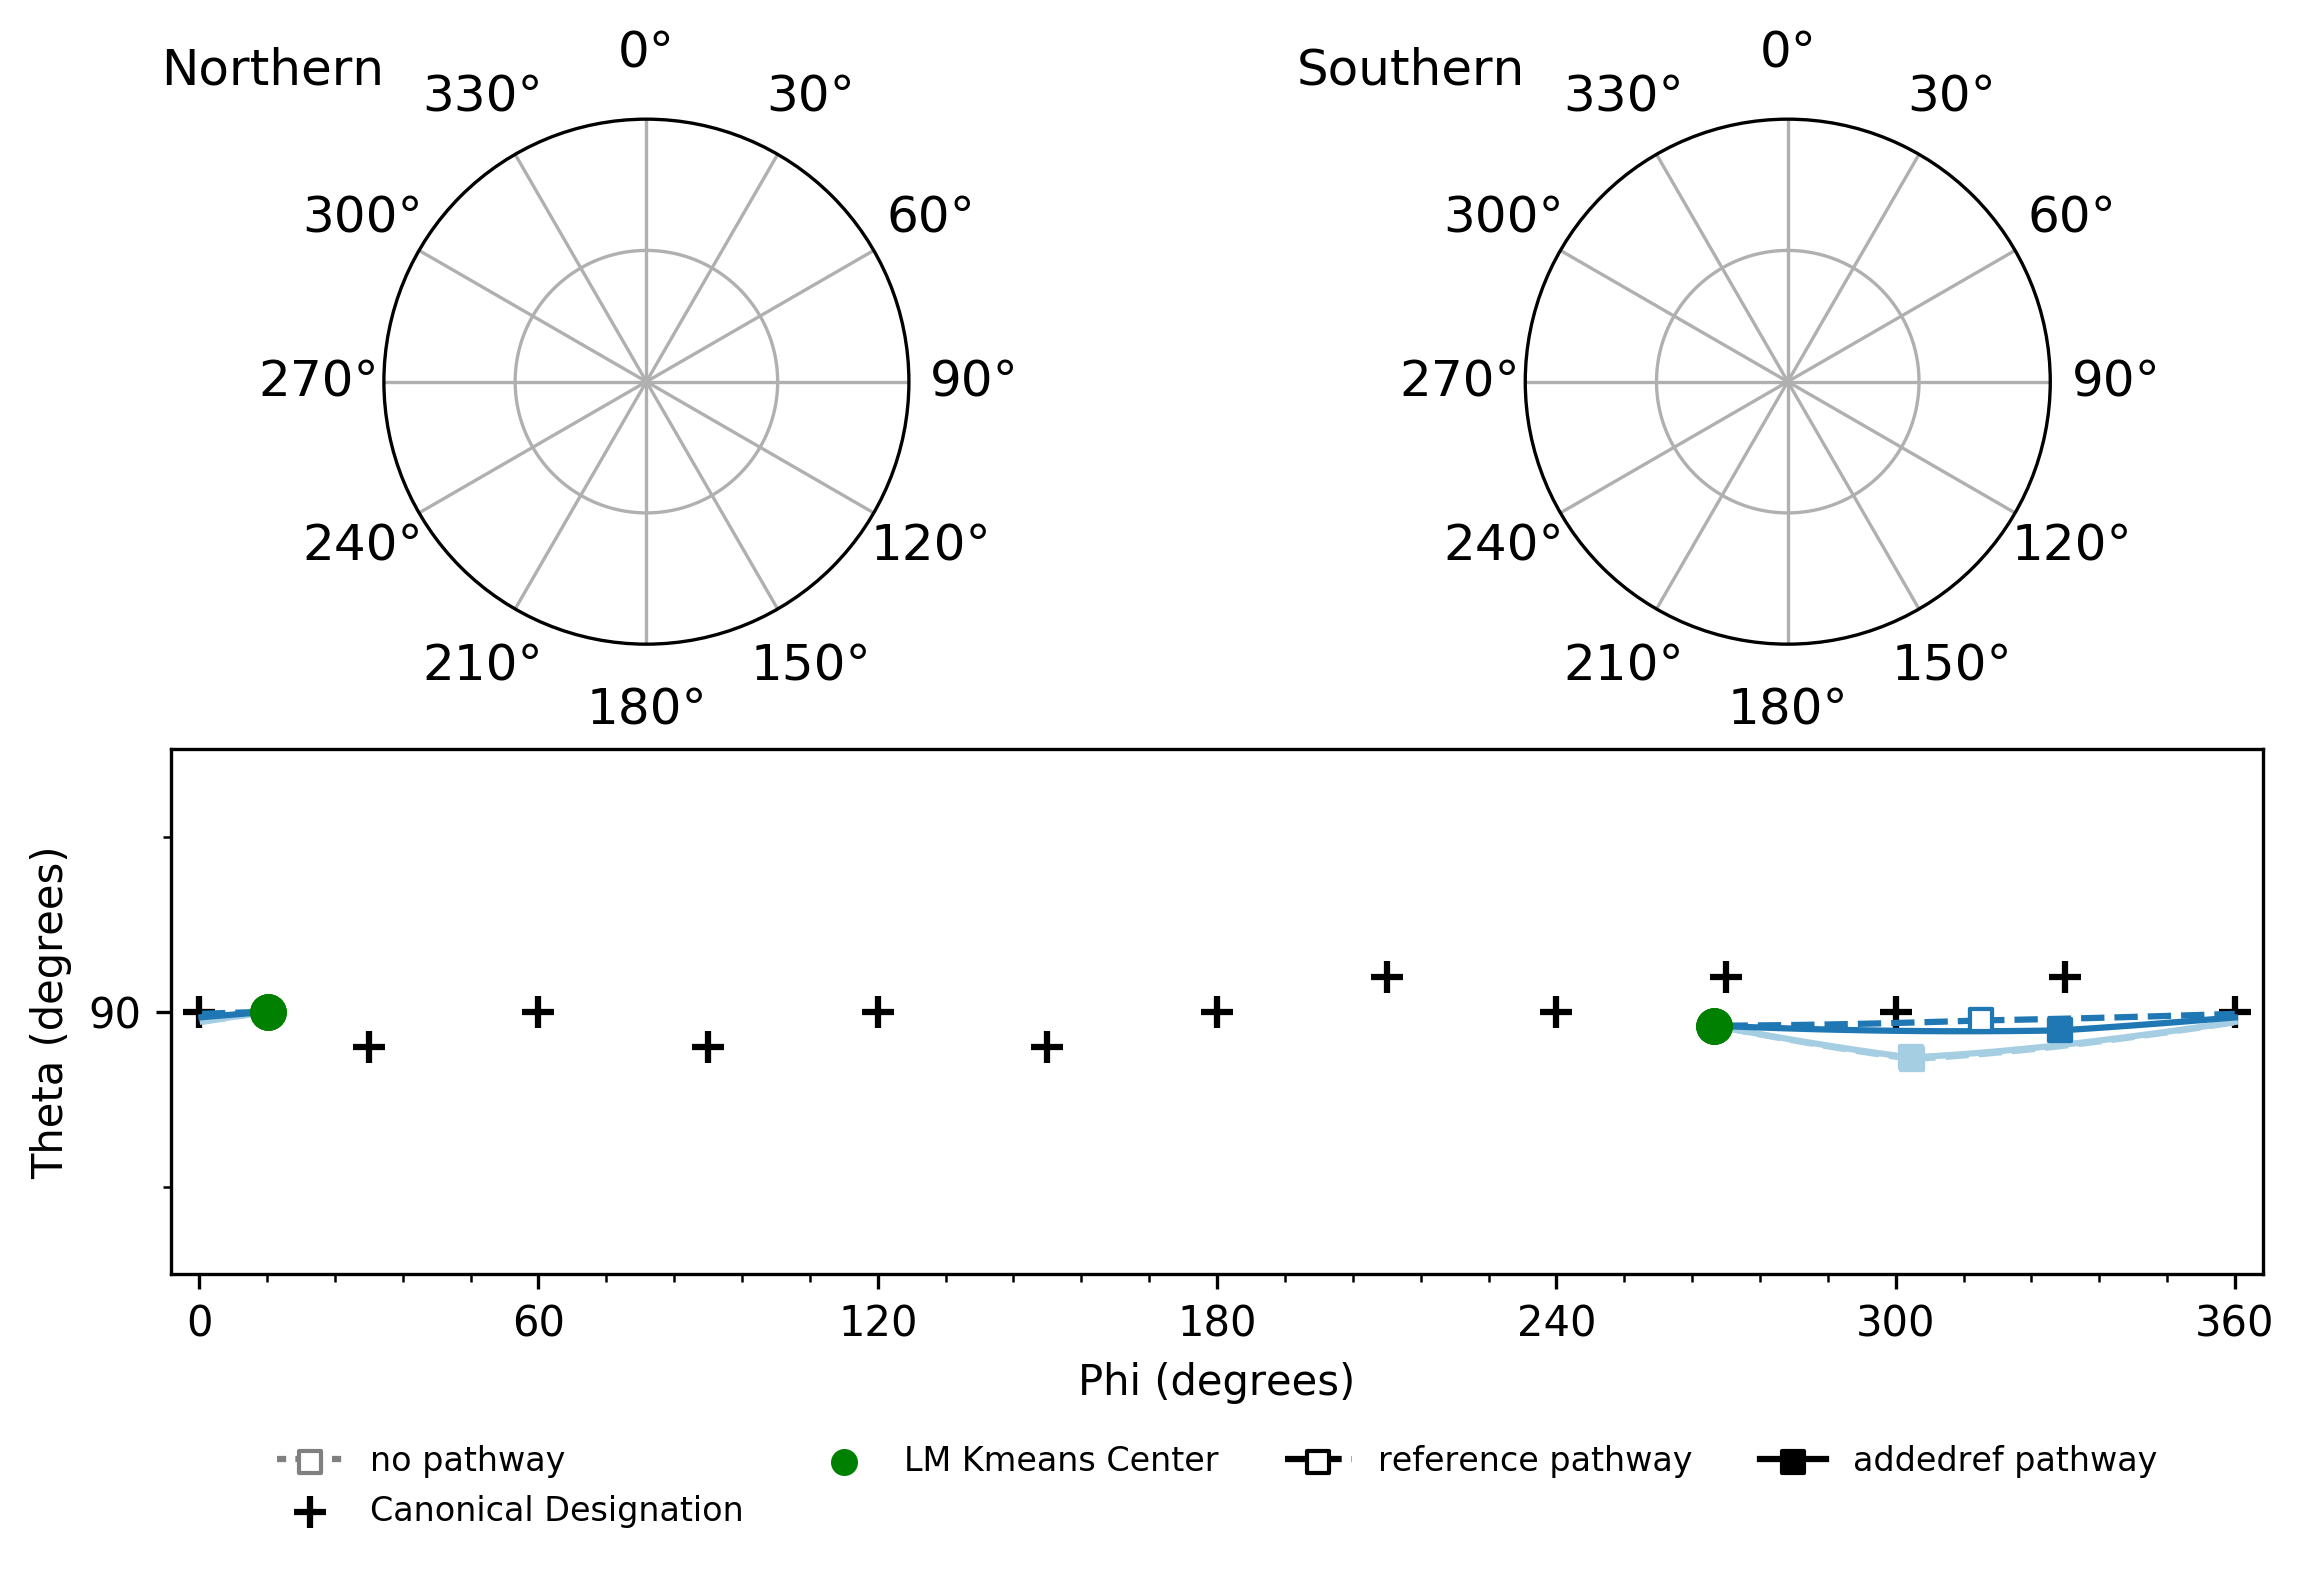 Northern
0°
30°
60°
90°
120°
150°
180°
210°
240°
270°
300°
330°
Southern
0°
30°
60°
90°
120°
150°
180°
210°
240°
270°
300°
330°
Theta (degrees)
90
0 60 120 180 240 300 360
Phi (degrees)
no pathway
Canonical Designation
LM Kmeans Center
reference pathway
addedref pathway